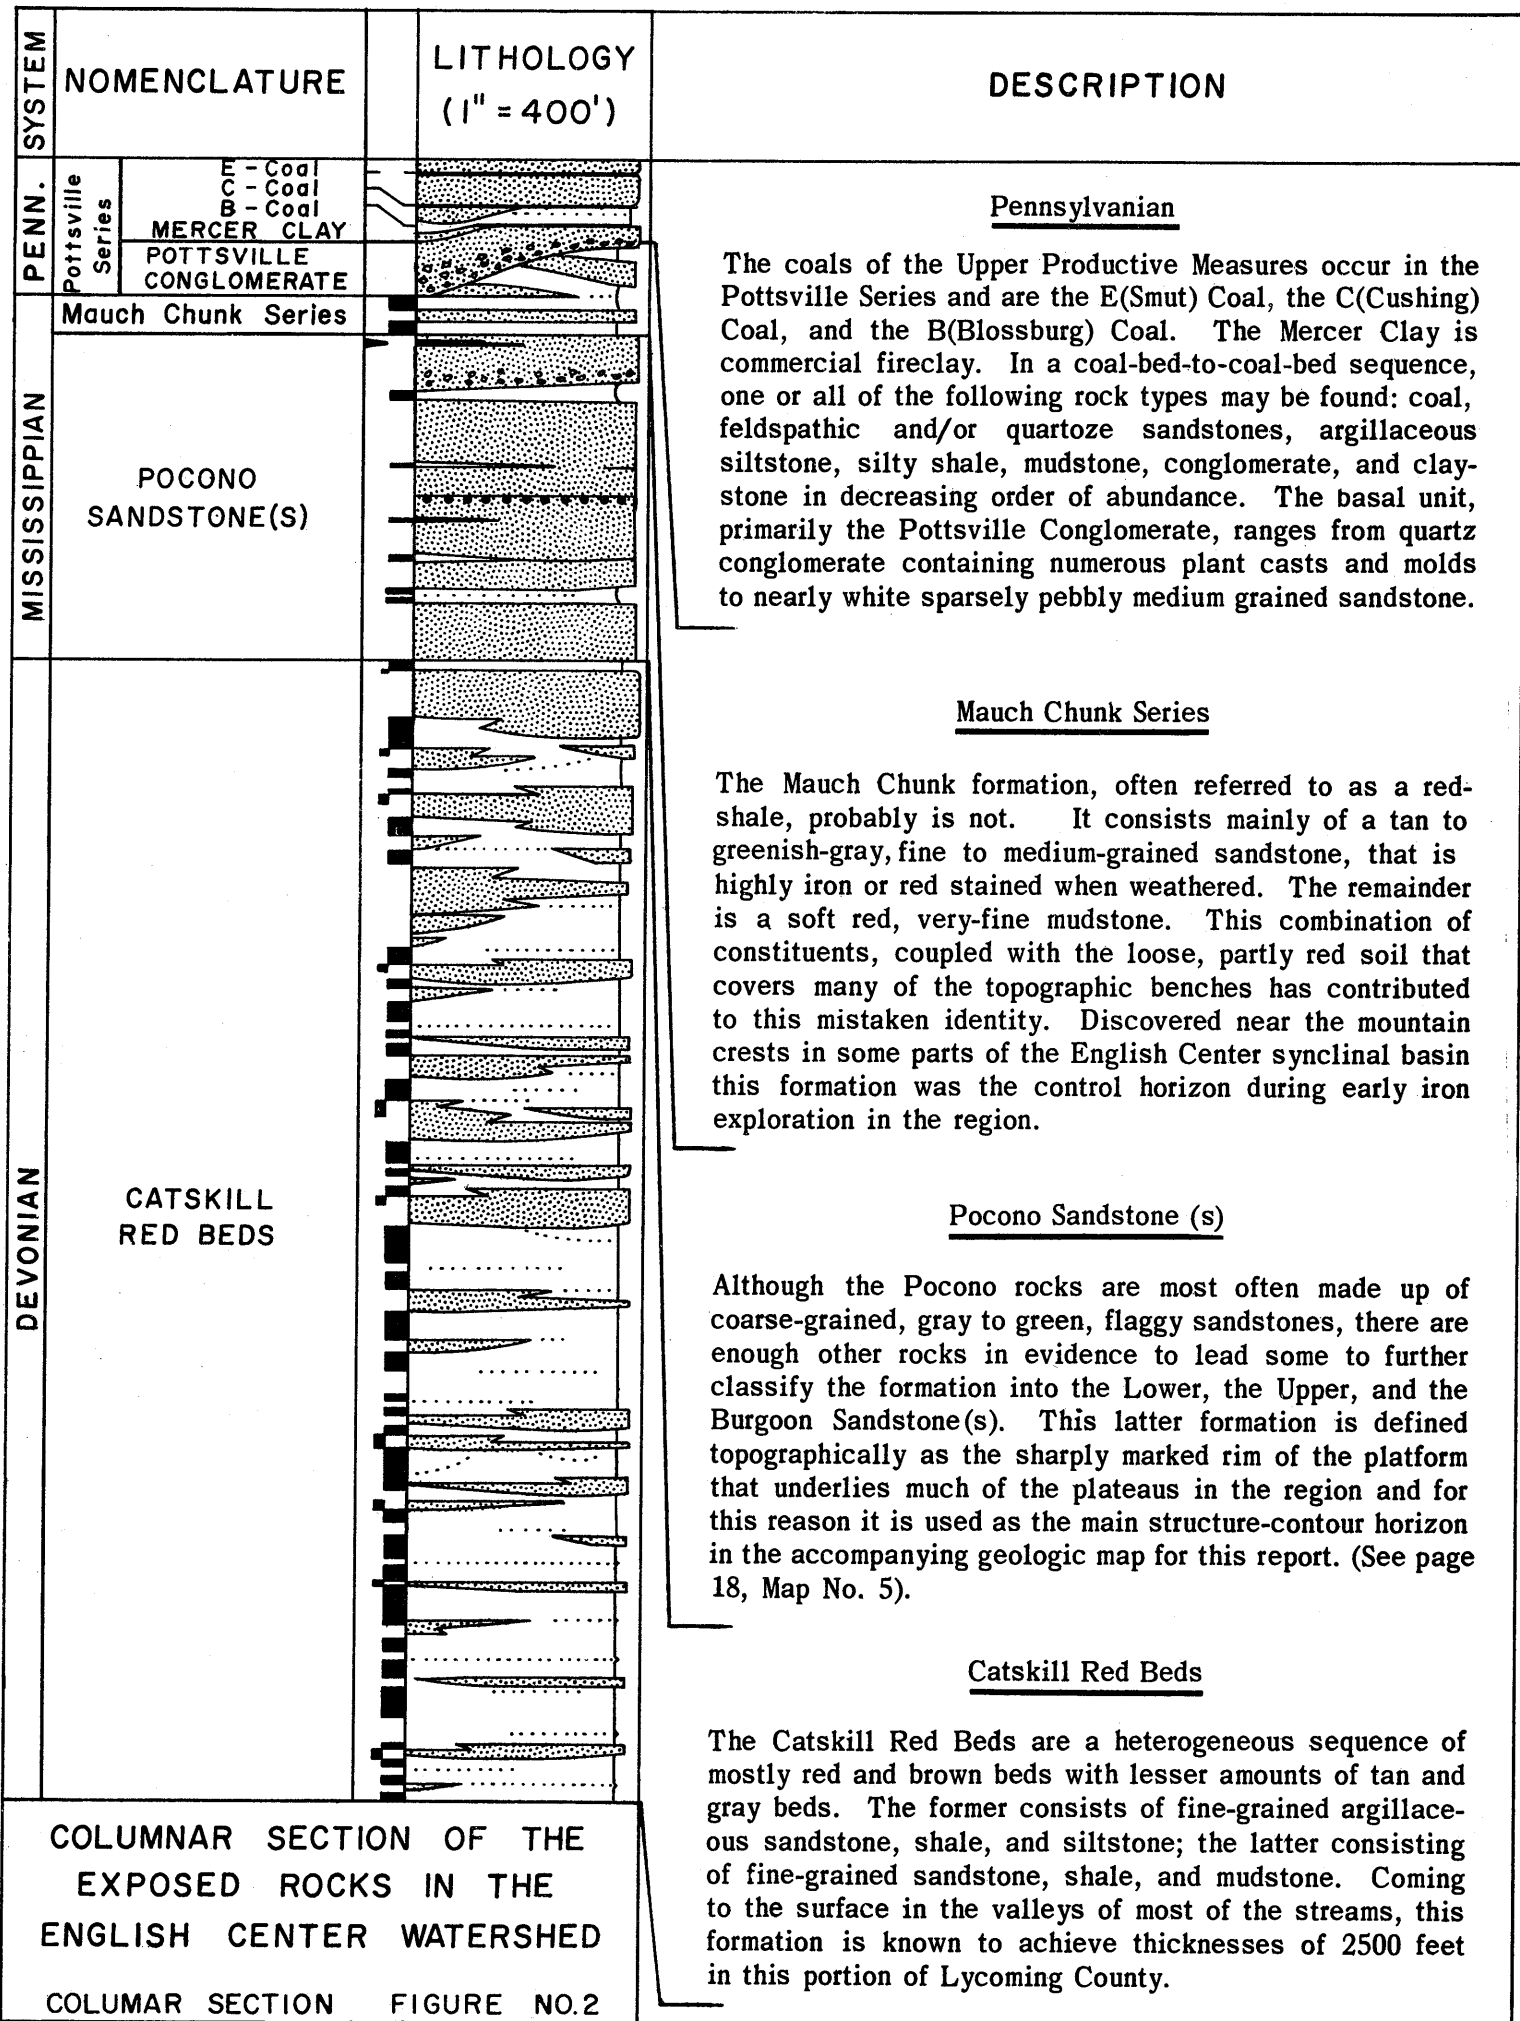 SYSTEM
NOMENCLATURE
LITHOLOGY
(1" = 400')
DESCRIPTION
PENN.
Pottsville
Series
E - Coal
C - Coal
B - Coal
MERCER CLAY
POTTSVILLE
CONGLOMERATE
MISSISSIPPIAN
Mauch Chunk Series
POCONO
SANDSTONE(S)
DEVONIAN
CATSKILL
RED BEDS
Pennsylvanian
The coals of the Upper Productive Measures occur in the
Pottsville Series and are the E(Smut) Coal, the C(Cushing)
Coal, and the B(Blossburg) Coal. The Mercer Clay is
commercial fireclay. In a coal-bed-to-coal-bed sequence,
one or all of the following rock types may be found: coal,
feldspathic and/or quartoze sandstones, argillaceous
siltstone, silty shale, mudstone, conglomerate, and clay-
stone in decreasing order of abundance. The basal unit,
primarily the Pottsville Conglomerate, ranges from quartz
conglomerate containing numerous plant casts and molds
to nearly white sparsely pebbly medium grained sandstone.
Mauch Chunk Series
The Mauch Chunk formation, often referred to as a red-
shale, probably is not. It consists mainly of a tan to
greenish-gray, fine to medium-grained sandstone, that is
highly iron or red stained when weathered. The remainder
is a soft red, very-fine mudstone. This combination of
constituents, coupled with the loose, partly red soil that
covers many of the topographic benches has contributed
to this mistaken identity. Discovered near the mountain
crests in some parts of the English Center synclinal basin
this formation was the control horizon during early iron
exploration in the region.
Pocono Sandstone (s)
Although the Pocono rocks are most often made up of
coarse-grained, gray to green, flaggy sandstones, there are
enough other rocks in evidence to lead some to further
classify the formation into the Lower, the Upper, and the
Burgoon Sandstone(s). This latter formation is defined
topographically as the sharply marked rim of the platform
that underlies much of the plateaus in the region and for
this reason it is used as the main structure-contour horizon
in the accompanying geologic map for this report. (See page
18, Map No. 5).
Catskill Red Beds
The Catskill Red Beds are a heterogeneous sequence of
mostly red and brown beds with lesser amounts of tan and
gray beds. The former consists of fine-grained argillace-
ous sandstone, shale, and siltstone; the latter consisting
of fine-grained sandstone, shale, and mudstone. Coming
to the surface in the valleys of most of the streams, this
formation is known to achieve thicknesses of 2500 feet
in this portion of Lycoming County.
COLUMNAR SECTION OF THE
EXPOSED ROCKS IN THE
ENGLISH CENTER WATERSHED
COLUMAR SECTION FIGURE NO.2